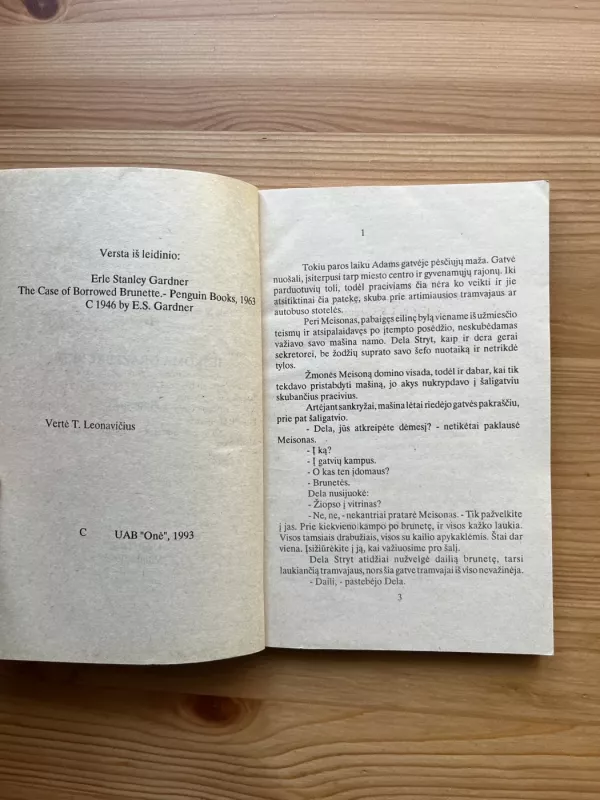 Versta iš leidinio:
Erle Stanley Gardner
The Case of Borrowed Brunette.- Penguin Books, 1963
C 1946 by E.S. Gardner
Vertė T. Leonavičius
C UAB "Onė", 1993
1
Tokiu paros laiku Adams gatvėje pėsčiųjų maža. Gatvė
nuošali, įsiterpusi tarp miesto centro ir gyvenamųjų rajonų. Iki
parduotuvių toli, todėl praeiviams čia nėra ko veikti ir jie
atsitiktinai čia patekę, skuba prie artimiausios tramvajaus ar
autobuso stotelės.
Peri Meisonas, pabaigęs eilinę bylą viename iš užmiesčio
teismų ir atsipalaidavęs po įtempto posėdžio, neskubėdamas
važiavo savo mašina namo. Dela Stryt, kaip ir dera gerai
sekretorei, be žodžių suprato savo šefo nuotaiką ir netrikdė
tylos.
Žmonės Meisoną domino visada, todėl ir dabar, kai tik
tekdavo pristabdyti mašiną, jo akys nukrypdavo į šaligatviu
skubančius praeivius.
Artėjant sankryžai, mašina lėtai riedėjo gatvės pakraščiu,
prie pat šaligatvio.
- Dela, jūs atkreipėte dėmesį? - netikėtai paklausė
Meisonas.
- Į ką?
- Į gatvių kampus.
- O kas ten įdomaus?
- Brunetės.
Dela nusijuokė:
- Žiopso į vitrinas?
- Ne, ne, - nekantriai pratarė Meisonas. - Tik pažvelkite
į jas. Prie kiekvieno kampo po brunetę, ir visos kažko laukia.
Visos tamsiais drabužiais, visos su kailio apykaklėmis. Štai dar
viena. Įsižiūrėkite į ją, kai važiuosime pro šalį.
Dela Stryt atidžiai nužvelgė dailią brunetę, tarsi
laukiančią tramvajaus, nors šia gatve tramvajai iš viso nevažinėja.
- Daili, - pastebėjo Dela.
3